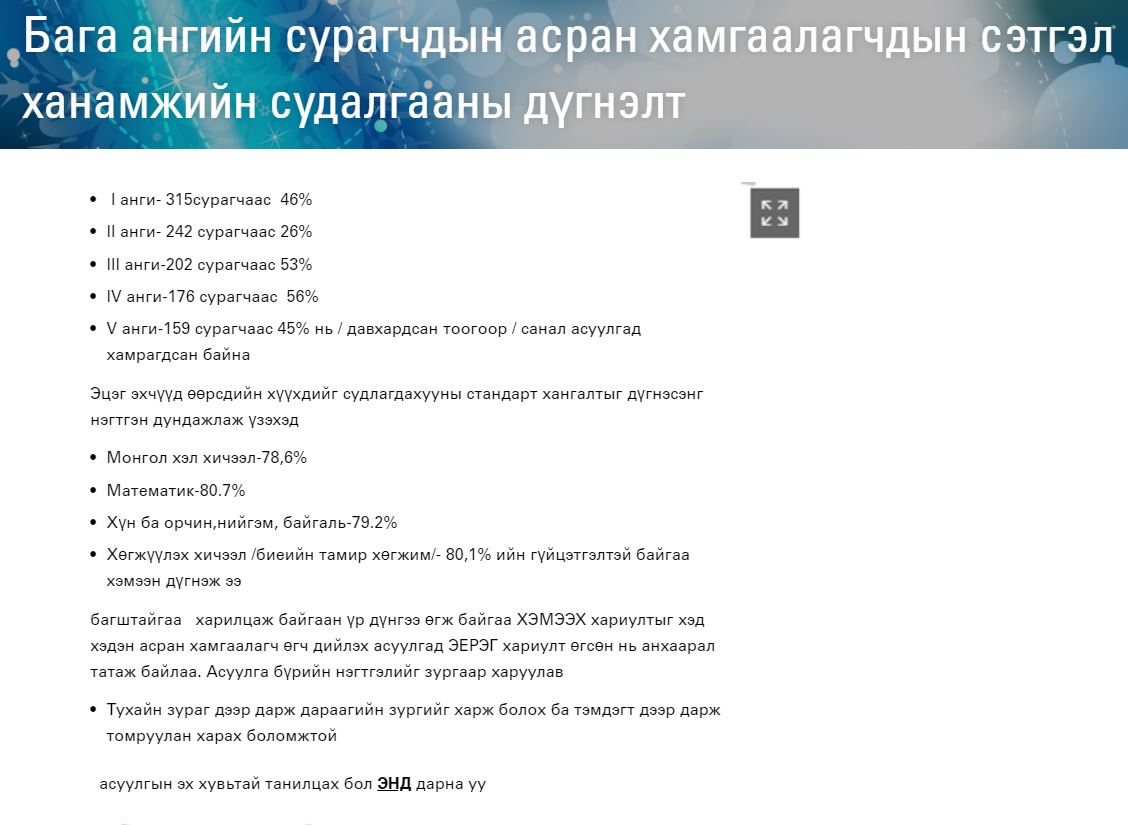 Бага ангийн сурагчдын асран хамгаалагчдын сэтгэл
ханамжийн судалгааны дүгнэлт
• I анги- 315сурагчаас 46%
• II анги- 242 сурагчаас 26%
• III анги-202 сурагчаас 53%
• IV анги-176 сурагчаас 56%
• V анги-159 сурагчаас 45% нь / давхардсан тоогоор / санал асуулгад
хамрагдсан байна
Эцэг эхчүүд өөрсдийн хүүхдийг судлагдахууны стандарт хангалтыг дүгнэсэнг
нэгтгэн дундажлаж үзэхэд
• Монгол хэл хичээл-78,6%
• Математик-80.7%
• Хүн ба орчин,нийгэм, байгаль-79.2%
• Хөгжүүлэх хичээл /биеийн тамир хөгжим/- 80,1% ийн гүйцэтгэлтэй байгаа
хэмээн дүгнэж ээ
багштайгаа харилцаж байгаан үр дүнгээ өгж байгаа ХЭМЭЭХ хариултыг хэд
хэдэн асран хамгаалагч өгч дийлэх асуулгад ЭЕРЭГ хариулт өгсөн нь анхаарал
татаж байлаа. Асуулга бүрийн нэгтгэлийг зургаар харуулав
• Тухайн зураг дээр дарж дараагийн зургийг харж болох ба тэмдэгт дээр дарж
томруулан харах боломжтой
асуулгын эх хувьтай танилцах бол ЭНД дарна уу